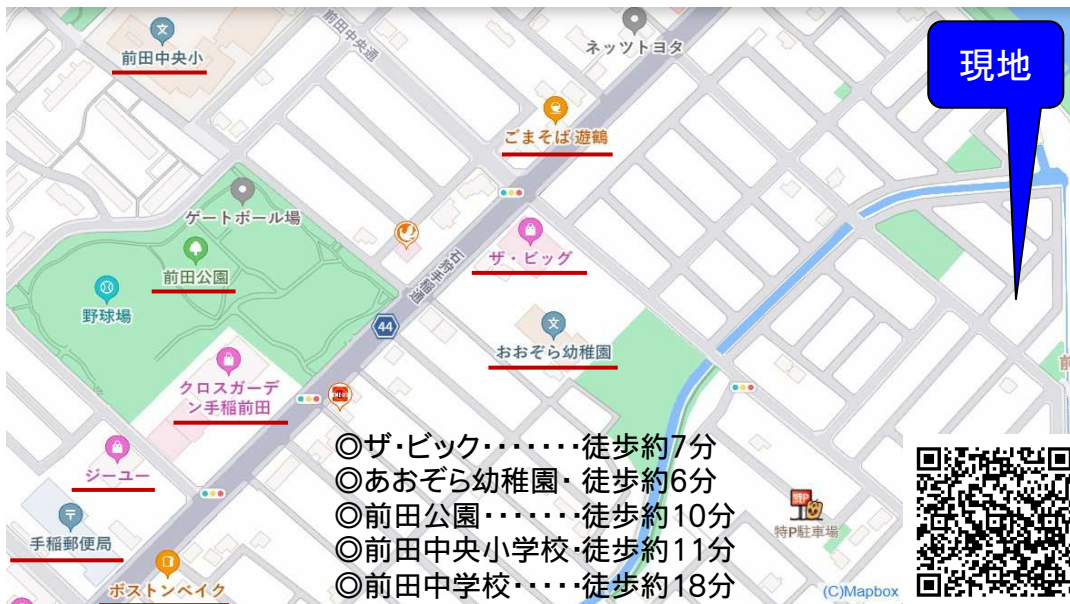 前田中央通
ネッツトヨタ
現地
前田中央小
ごまそば 遊鶴
ゲートボール場
ザ・ビッグ
前田公園
石狩手稲通
野球場
44
おおぞら幼稚園
クロスガーデ
ン手稲前田
ENEOS
前
◎ザ・ビック・・・・・・・徒歩約7分
ジーユー
◎あおぞら幼稚園・徒歩約6分
◎前田公園・・・・・・・徒歩約10分
特P
特P駐車場
手稲郵便局
◎前田中央小学校・徒歩約11分
ボストンベイク
◎前田中学校・・・・・徒歩約18分
(C)Mapbox